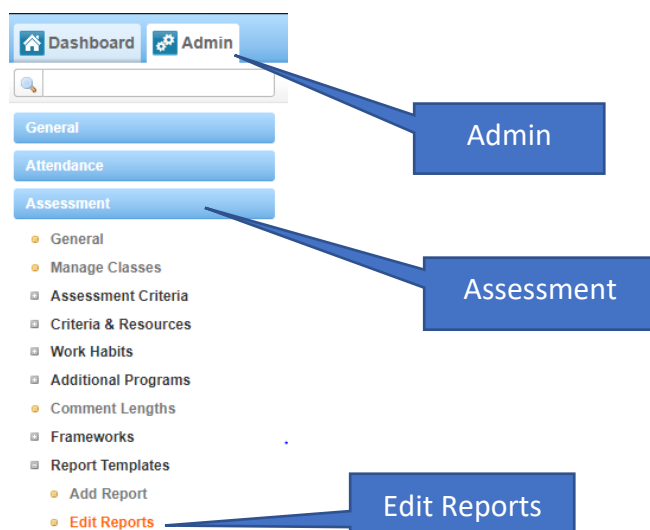 Dashboard Admin
General
Admin
Attendance
Assessment
General
Manage Classes
Assessment
Assessment Criteria
Criteria & Resources
Work Habits
Additional Programs
Comment Lengths
Frameworks
Report Templates
Add Report
Edit Reports
Edit Reports